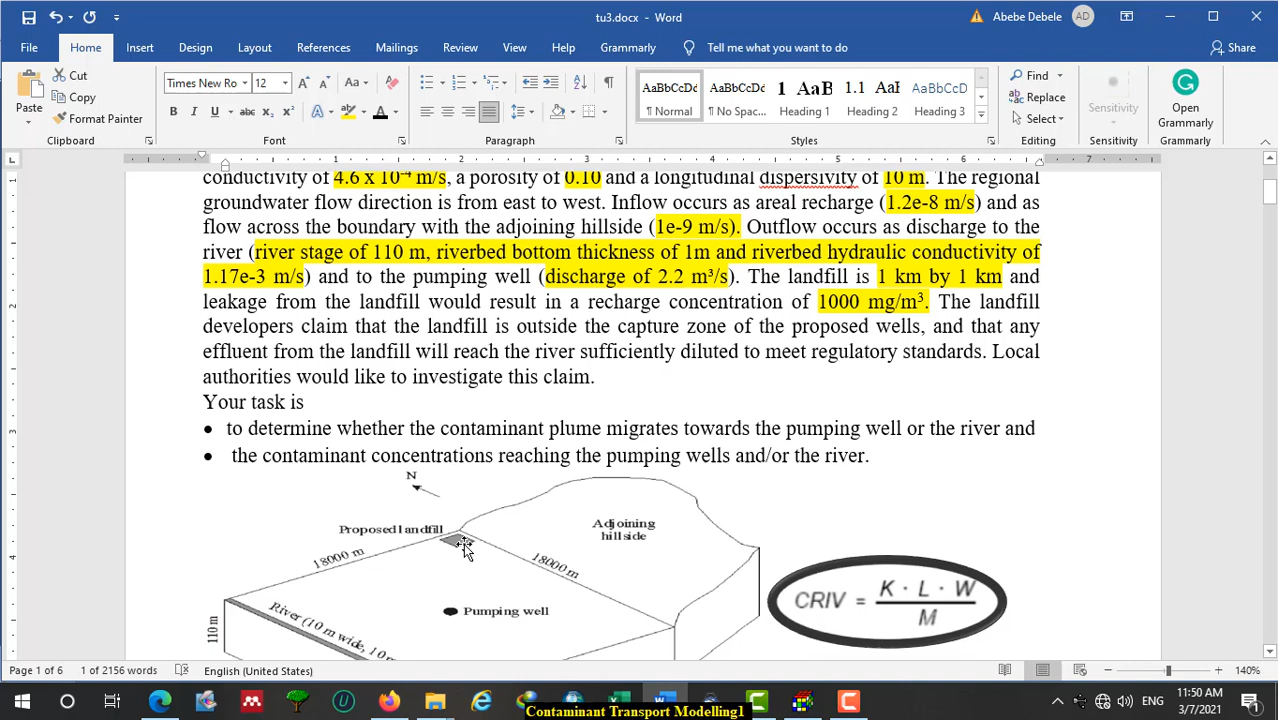 tu3.docx - Word
Abebe Debele
AD
File
Home
Insert
Design
Layout
References
Mailings
Review
View
Help
Grammarly
Tell me what you want to do
Share
Paste
Cut
Copy
Format Painter
Clipboard
Times New Ro
12
Font
Paragraph
AaBbCcDd
¶ Normal
AaBbCcDd
¶ No Spac...
1 AaB
Heading 1
1.1 AaB
Heading 2
AaBbCcDd
Heading 3
Styles
Find
Replace
Select
Editing
Sensitivity
Sensitivity
Open Grammarly
Grammarly
conductivity of 4.6 x 10⁻⁴ m/s, a porosity of 0.10 and a longitudinal dispersivity of 10 m. The regional
groundwater flow direction is from east to west. Inflow occurs as areal recharge (1.2e-8 m/s) and as
flow across the boundary with the adjoining hillside (1e-9 m/s). Outflow occurs as discharge to the
river (river stage of 110 m, riverbed bottom thickness of 1m and riverbed hydraulic conductivity of
1.17e-3 m/s) and to the pumping well (discharge of 2.2 m³/s). The landfill is 1 km by 1 km and
leakage from the landfill would result in a recharge concentration of 1000 mg/m³. The landfill
developers claim that the landfill is outside the capture zone of the proposed wells, and that any
effluent from the landfill will reach the river sufficiently diluted to meet regulatory standards. Local
authorities would like to investigate this claim.
Your task is
• to determine whether the contaminant plume migrates towards the pumping well or the river and
• the contaminant concentrations reaching the pumping wells and/or the river.
N
Proposed landfill
Adjoining
hillside
18000 m
18000 m
Pumping well
River (10 m wide, 10
110 m
CRIV = K · L · W
M
Page 1 of 6
1 of 2156 words
English (United States)
140%
ENG
11:50 AM
3/7/2021
Contaminant Transport Modelling1